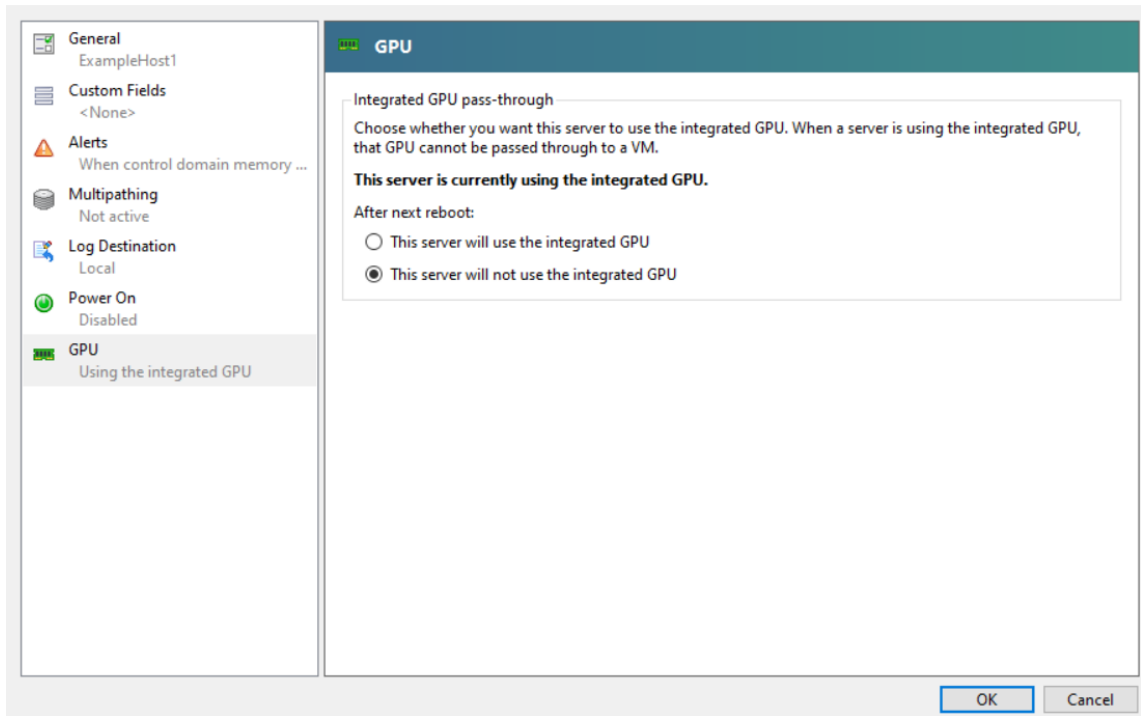 General
ExampleHost1
Custom Fields
<None>
Alerts
When control domain memory ...
Multipathing
Not active
Log Destination
Local
Power On
Disabled
GPU
Using the integrated GPU
GPU
Integrated GPU pass-through
Choose whether you want this server to use the integrated GPU. When a server is using the integrated GPU,
that GPU cannot be passed through to a VM.
This server is currently using the integrated GPU.
After next reboot:
This server will use the integrated GPU
This server will not use the integrated GPU
OK
Cancel